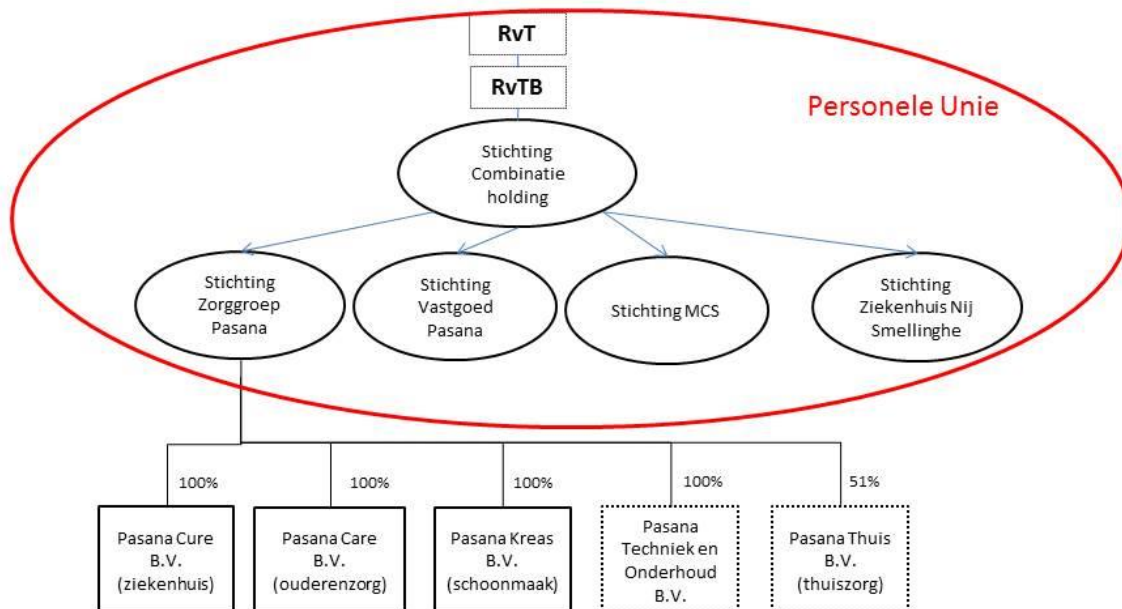 RvT
RvTB
Personele Unie
Stichting
Combinatie
holding
Stichting
Zorggroep
Pasana
Stichting
Vastgoed
Pasana
Stichting MCS
Stichting
Ziekenhuis Nij
Smellinghe
100%
100%
100%
100%
51%
Pasana Cure
B.V.
(ziekenhuis)
Pasana Care
B.V.
(ouderenzorg)
Pasana Kreas
B.V.
(schoonmaak)
Pasana
Techniek en
Onderhoud
B.V.
Pasana Thuis
B.V.
(thuiszorg)